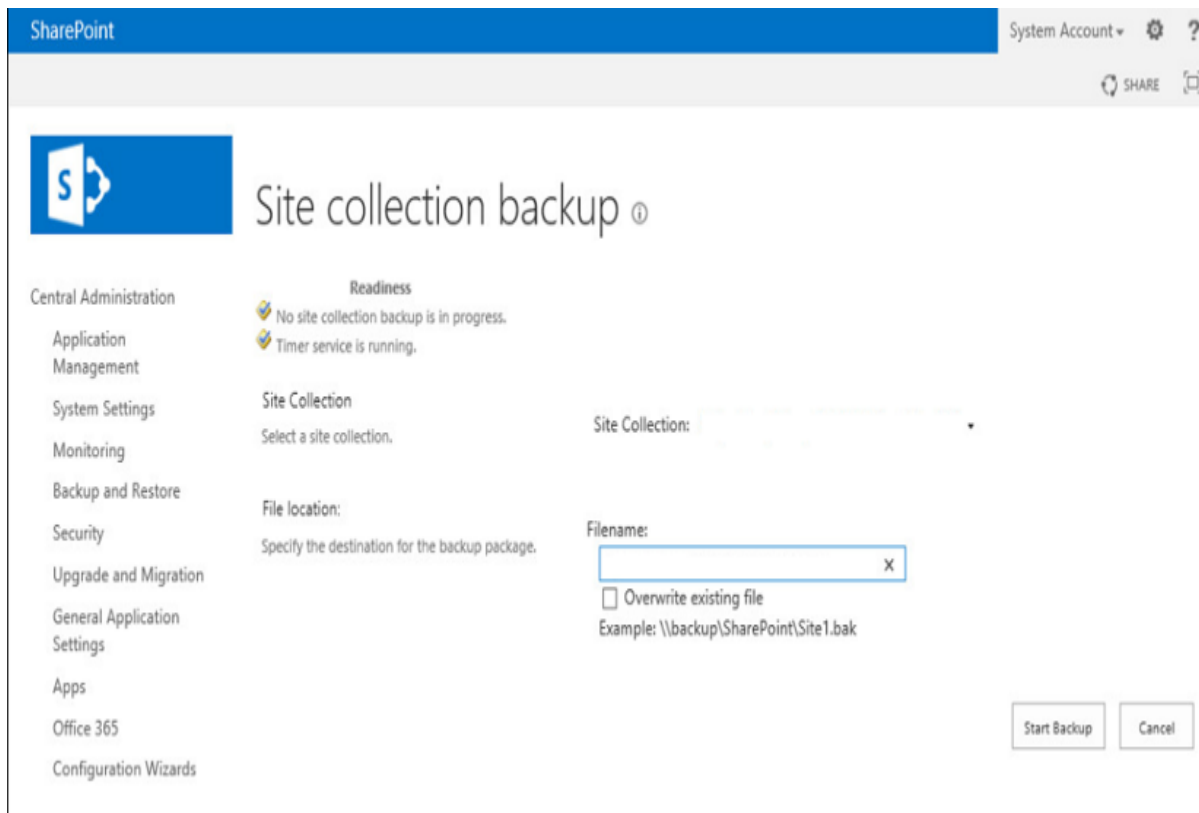 SharePoint
System Account
?
SHARE
S
Site collection backup
Central Administration
Application
Management
System Settings
Monitoring
Backup and Restore
Security
Upgrade and Migration
General Application
Settings
Apps
Office 365
Configuration Wizards
Readiness
No site collection backup is in progress.
Timer service is running.
Site Collection
Select a site collection.
Site Collection:
File location:
Specify the destination for the backup package.
Filename:
X
Overwrite existing file
Example: \\backup\SharePoint\Site1.bak
Start Backup
Cancel